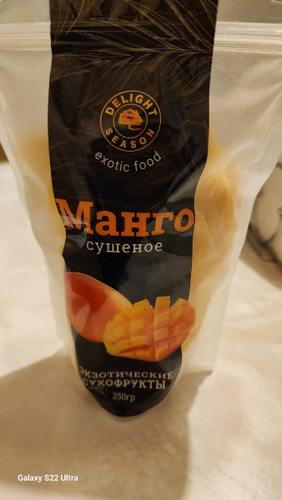 DELIGHT
SEASON
exotic food
Манго
сушеное
ЭКЗОТИЧЕСКИЕ
СУХОФРУКТЫ
250гр
Galaxy S22 Ultra